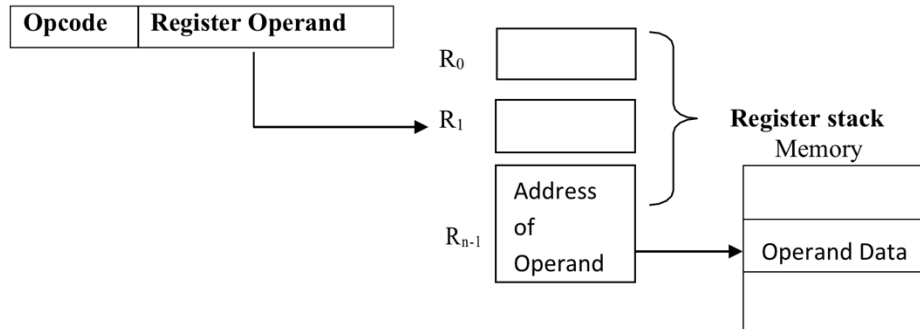 Opcode Register Operand
R₀
R₁
Register stack
Memory
Address
of
Operand
Rₙ₋₁
Operand Data